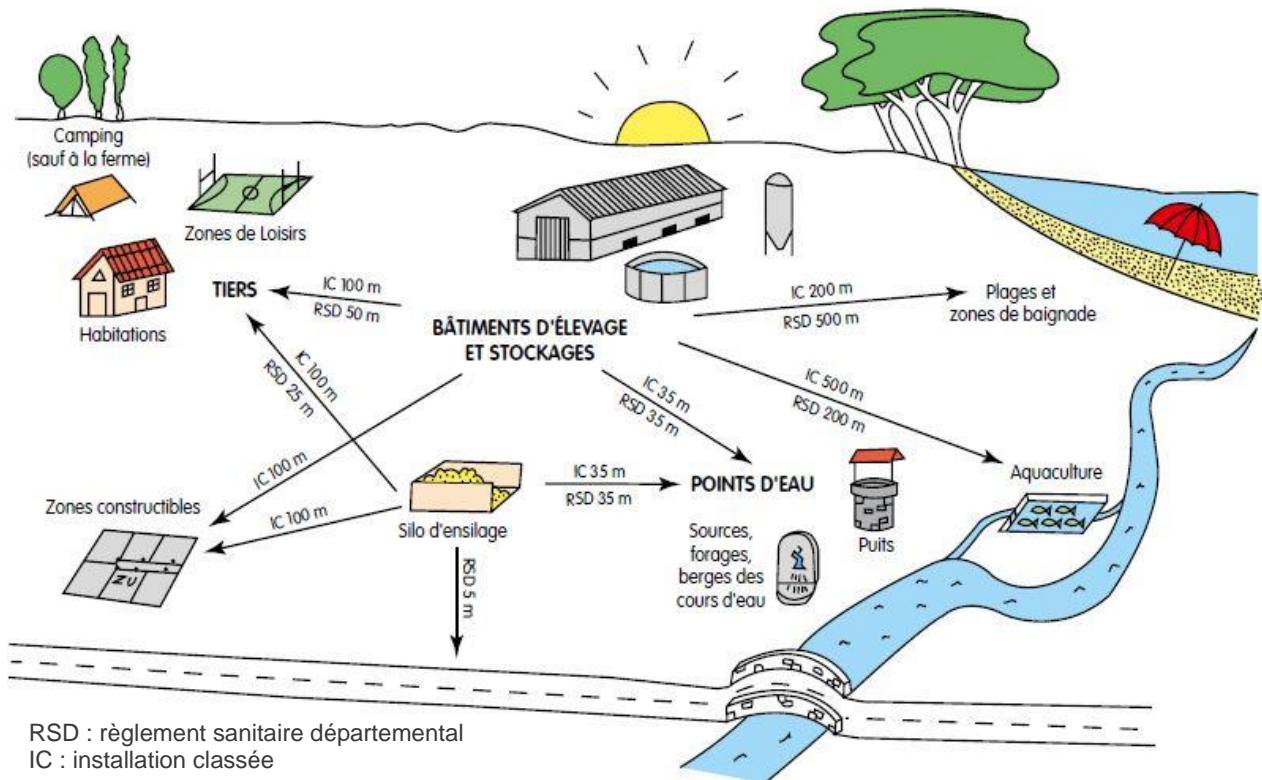 Camping
(sauf à la ferme)
Zones de Loisirs
Habitations
TIERS
IC 100 m
RSD 50 m
BÂTIMENTS D'ÉLEVAGE
ET STOCKAGES
IC 200 m
RSD 500 m
Plages et
zones de baignade
IC 100 m
RSD 25 m
IC 35 m
RSD 35 m
IC 500 m
RSD 200 m
IC 100 m
Zones constructibles
ZU
IC 100 m
Silo d'ensilage
IC 35 m
RSD 35 m
POINTS D'EAU
Sources,
forages,
berges des
cours d'eau
Puits
Aquaculture
RSD 5 m
RSD : règlement sanitaire départemental
IC : installation classée